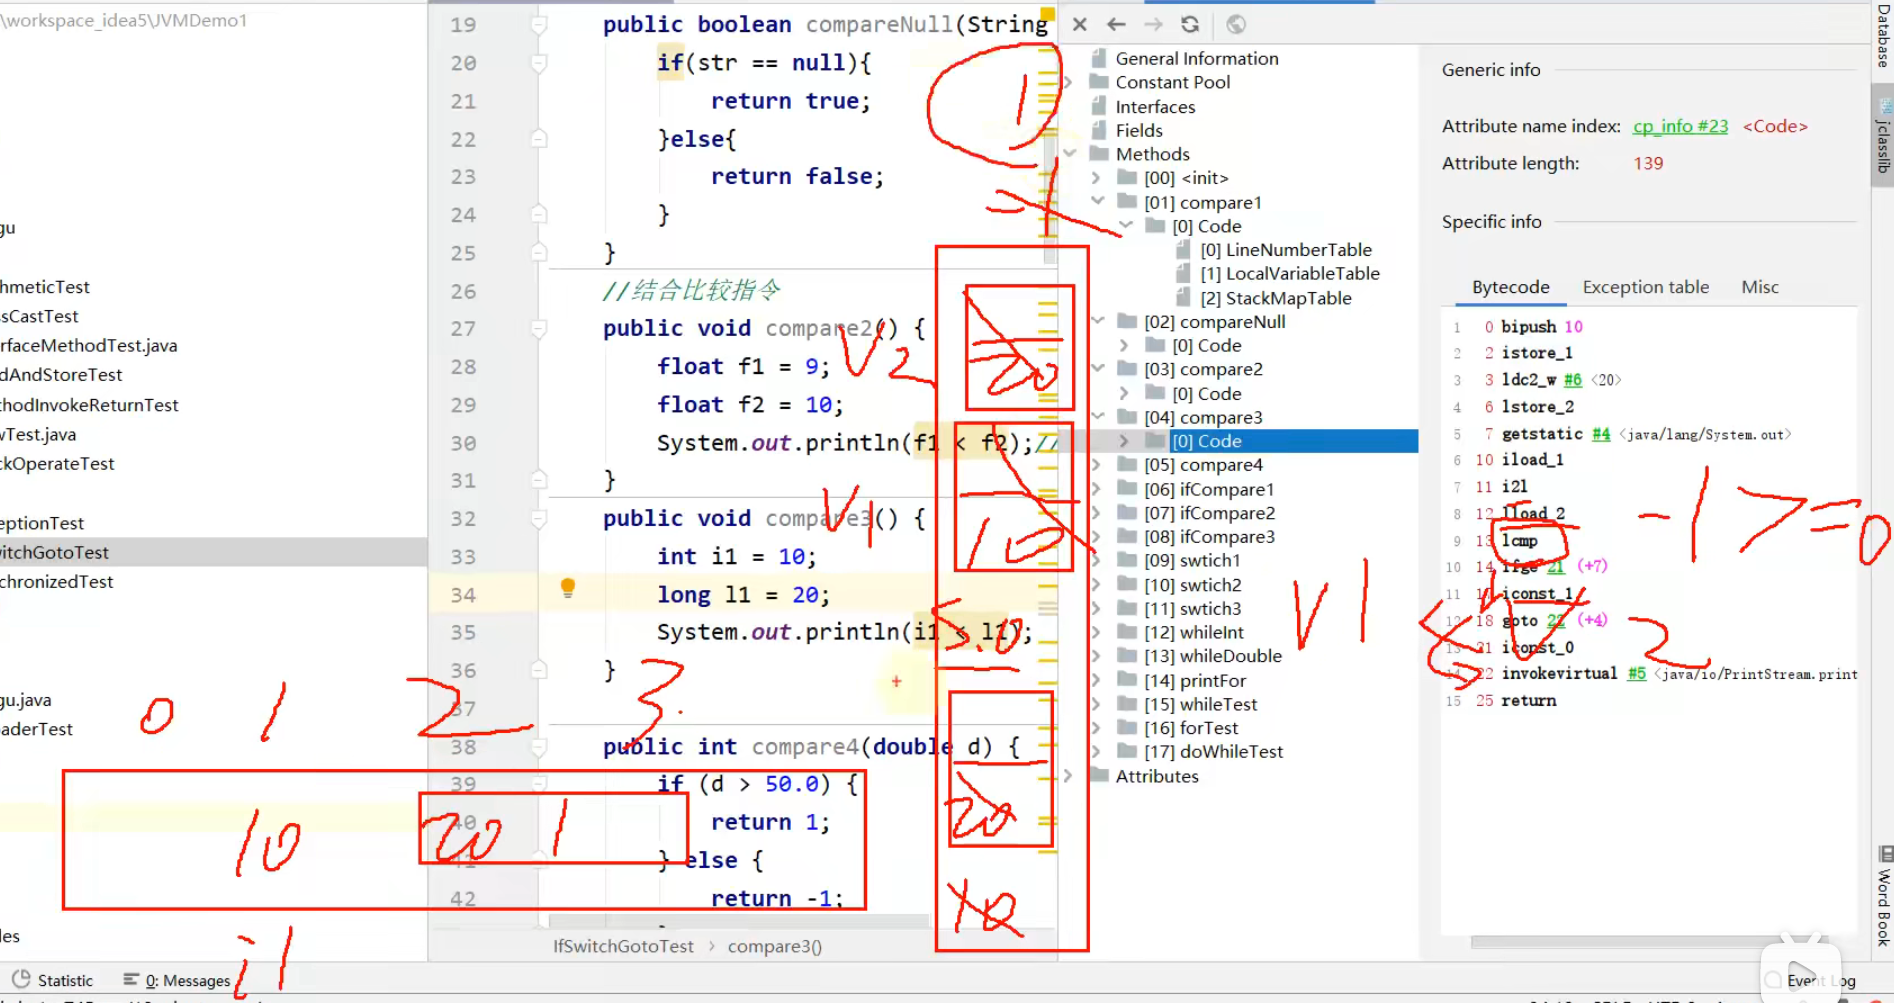 \workspace_idea5\JVMDemo1
gu
hmeticTest
ssCastTest
rfaceMethodTest.java
dAndStoreTest
thodInvokeReturnTest
wTest.java
ckOperateTest
eptionTest
witchGotoTest
chronizedTest
gu.java
aderTest
les
19 public boolean compareNull(String
20 if(str == null){
21 return true;
22 }else{
23 return false;
24 }
25 }
26 //结合比较指令
27 public void compare2() {
28 float f1 = 9;
29 float f2 = 10;
30 System.out.println(f1 < f2);//
31 }
32 public void compare3() {
33 int i1 = 10;
34 long l1 = 20;
35 System.out.println(i1 < l1);
36 }
37
38 public int compare4(double d) {
39 if (d > 50.0) {
40 return 1;
41 } else {
42 return -1;
IfSwitchGotoTest > compare3()
General Information
Constant Pool
Interfaces
Fields
Methods
[00] <init>
[01] compare1
[0] Code
[0] LineNumberTable
[1] LocalVariableTable
[2] StackMapTable
[02] compareNull
[0] Code
[03] compare2
[0] Code
[04] compare3
[0] Code
[05] compare4
[06] ifCompare1
[07] ifCompare2
[08] ifCompare3
[09] swtich1
[10] swtich2
[11] swtich3
[12] whileInt
[13] whileDouble
[14] printFor
[15] whileTest
[16] forTest
[17] doWhileTest
Attributes
Generic info
Attribute name index: cp_info #23 <Code>
Attribute length: 139
Specific info
Bytecode Exception table Misc
1 0 bipush 10
2 2 istore_1
3 3 ldc2_w #6 <20>
4 6 lstore_2
5 7 getstatic #4 <java/lang/System.out>
6 10 iload_1
7 11 i2l
8 12 lload_2
9 13 lcmp
10 14 ifge 21 (+7)
11 17 iconst_1
12 18 goto 22 (+4)
13 21 iconst_0
14 22 invokevirtual #5 <java/io/PrintStream.print
15 25 return
Database
jclasslib
Word Book
1
-1
V2
20
V1
10
5.0
20
10
0 1 2 3
10 20 1
i1
-1 >= 0
V1 < V2
Statistic
0: Messages
Event Log